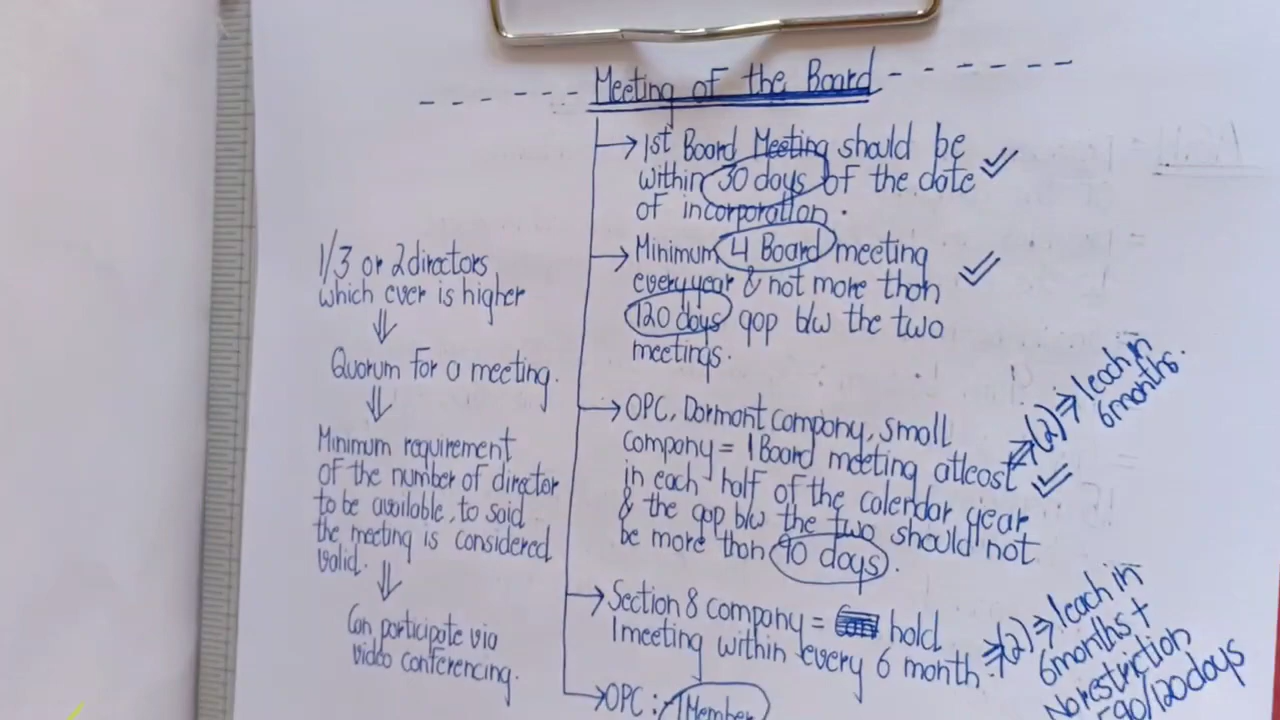 Meeting of the Board
→ 1st Board Meeting should be
within 30 days of the date
of incorporation.
→ Minimum 4 Board meeting
every year & not more than
120 days gap b/w the two
meetings.
→ OPC, Dormant company, small
company = 1 Board meeting atleast
in each half of the calendar year
& the gap b/w the two should not
be more than 90 days.
⇒ (2) ⇒ 1 each in
6 months.
→ Section 8 company = hold
1 meeting within every 6 month.
⇒ (2) ⇒ 1 each in
6 months +
No restriction
90/120 days
→ OPC :- 1 Member
1/3 or 2 directors
which ever is higher
⇓
Quorum for a meeting.
⇓
Minimum requirement
of the number of director
to be available, to said
the meeting is considered
valid.
⇓
Can participate via
video conferencing.